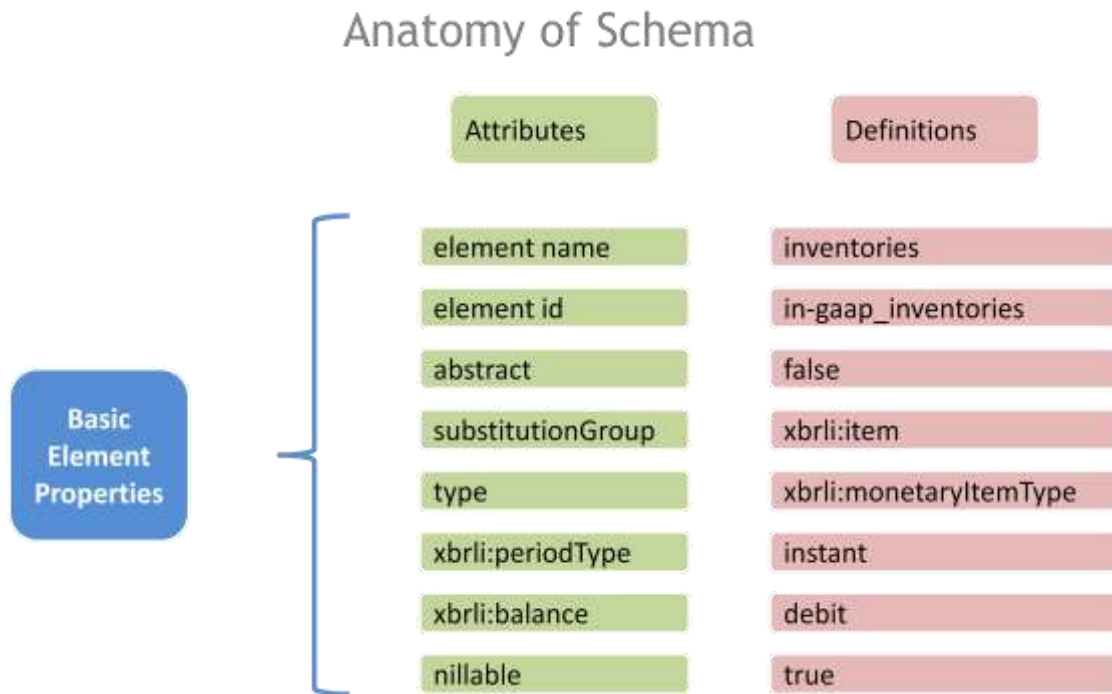 Anatomy of Schema
Attributes
Definitions
Basic
Element
Properties
element name
inventories
element id
in-gaap_inventories
abstract
false
substitutionGroup
xbrli:item
type
xbrli:monetaryItemType
xbrli:periodType
instant
xbrli:balance
debit
nillable
true